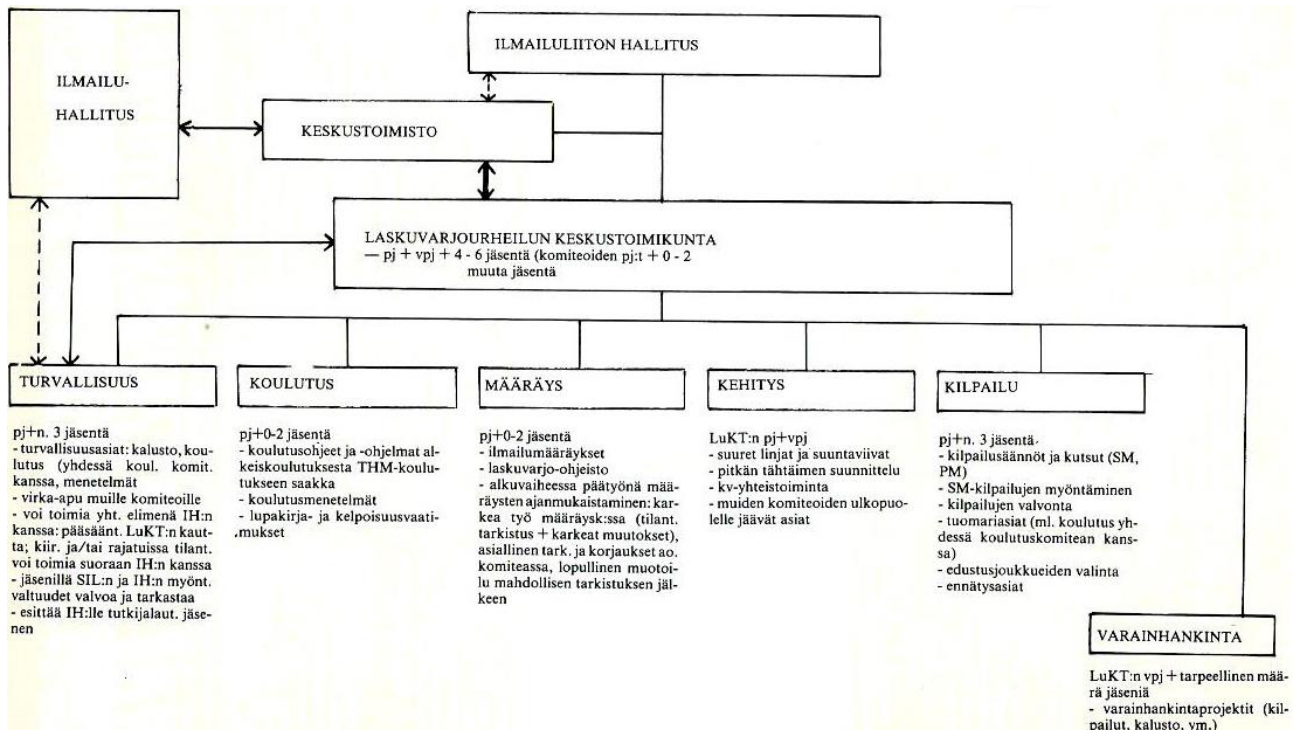 ILMAILU-
HALLITUS
ILMAILULIITON HALLITUS
KESKUSTOIMISTO
LASKUVARJOURHEILUN KESKUSTOIMIKUNTA
— pj + vpj + 4 - 6 jäsentä (komiteoiden pj:t + 0 - 2
muuta jäsentä
TURVALLISUUS
pj+n. 3 jäsentä
- turvallisuusasiat: kalusto, kou-
lutus (yhdessä koul. komit.
kanssa, menetelmät
- virka-apu muille komiteoille
- voi toimia yht. elimenä IH:n
kanssa: pääsäänt. LuKT:n kaut-
ta; kiir. ja/tai rajatuissa tilant.
voi toimia suoraan IH:n kanssa
- jäsenillä SIL:n ja IH:n myönt.
valtuudet valvoa ja tarkastaa
- esittää IH:lle tutkijalaut. jäse-
nen
KOULUTUS
pj+0-2 jäsentä
- koulutusohjeet ja -ohjelmat al-
keiskoulutuksesta THM-koulu-
tukseen saakka
- koulutusmenetelmät
- lupakirja- ja kelpoisuusvaati-
mukset
MÄÄRÄYS
pj+0-2 jäsentä
- ilmailumääräykset
- laskuvarjo-ohjeisto
- alkuvaiheessa päätyönä mää-
räysten ajanmukaistaminen: kar-
kea työ määräysk:ssa (tilant.
tarkistus + karkeat muutokset),
asiallinen tark. ja korjaukset ao.
komiteassa, lopullinen muotoi-
lu mahdollisen tarkistuksen jäl-
keen
KEHITYS
LuKT:n pj+vpj
- suuret linjat ja suuntaviivat
- pitkän tähtäimen suunnittelu
- kv-yhteistoiminta
- muiden komiteoiden ulkopuo-
lelle jäävät asiat
KILPAILU
pj+n. 3 jäsentä
- kilpailusäännöt ja kutsut (SM,
PM)
- SM-kilpailujen myöntäminen
- kilpailujen valvonta
- tuomariasiat (ml. koulutus yh-
dessä koulutuskomitean kans-
sa)
- edustusjoukkueiden valinta
- ennätysasiat
VARAINHANKINTA
LuKT:n vpj + tarpeellinen mää-
rä jäseniä
- varainhankintaprojektit (kil-
pailut, kalusto, ym.)